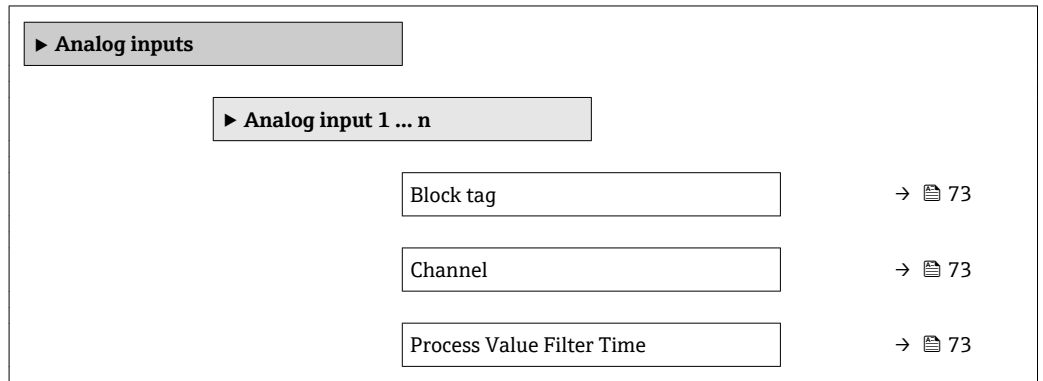 ▶ Analog inputs
▶ Analog input 1 ... n
Block tag → 73
Channel → 73
Process Value Filter Time → 73